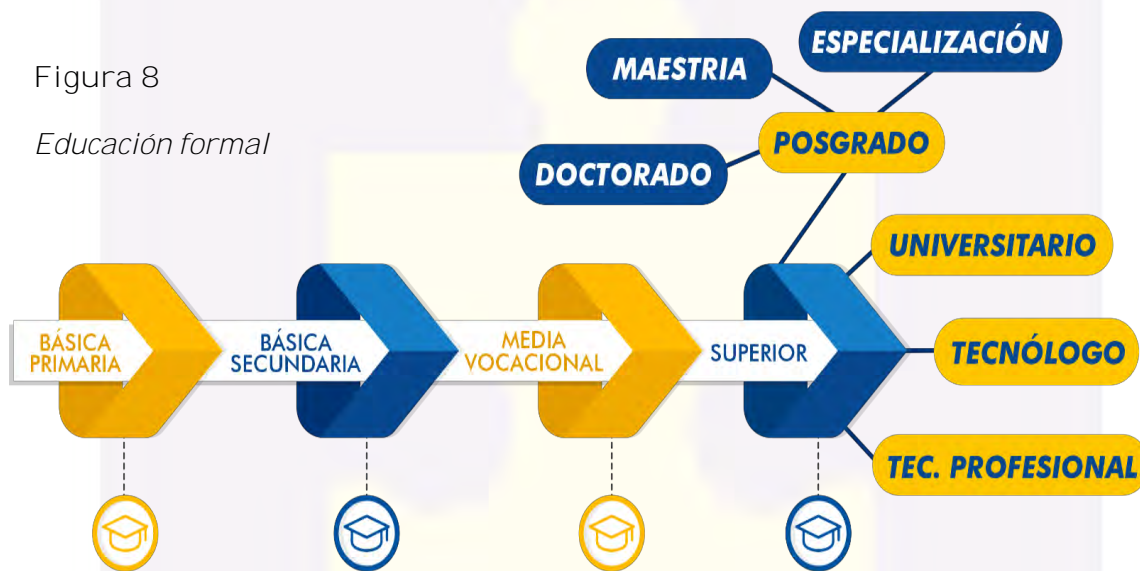 Figura 8
Educación formal
MAESTRIA
ESPECIALIZACIÓN
POSGRADO
DOCTORADO
UNIVERSITARIO
BÁSICA
PRIMARIA
BÁSICA
SECUNDARIA
MEDIA
VOCACIONAL
SUPERIOR
TECNÓLOGO
TEC. PROFESIONAL